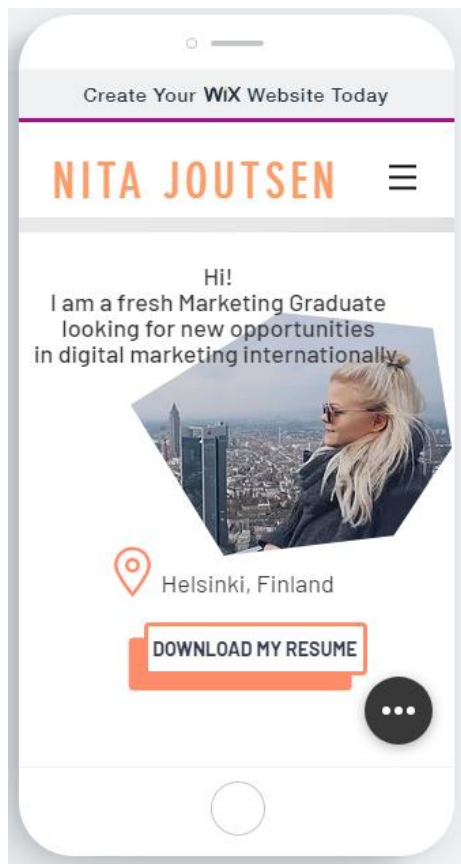 Create Your WiX Website Today
NITA JOUTSEN
Hi!
I am a fresh Marketing Graduate
looking for new opportunities
in digital marketing internationally.
Helsinki, Finland
DOWNLOAD MY RESUME